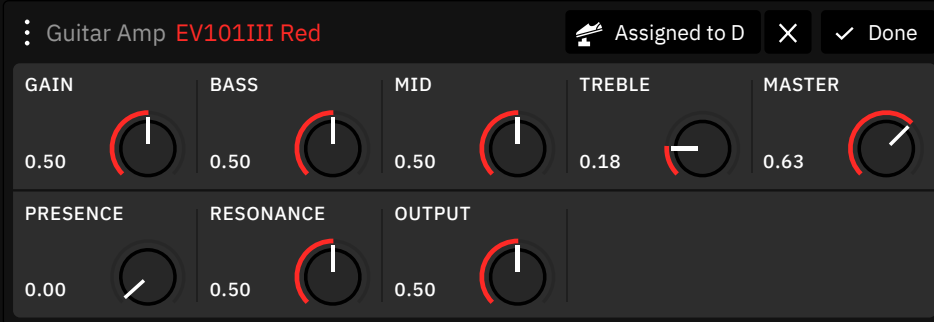 Guitar Amp EV101III Red Assigned to D Done
GAIN BASS MID TREBLE MASTER
0.50 0.50 0.50 0.18 0.63
PRESENCE RESONANCE OUTPUT
0.00 0.50 0.50